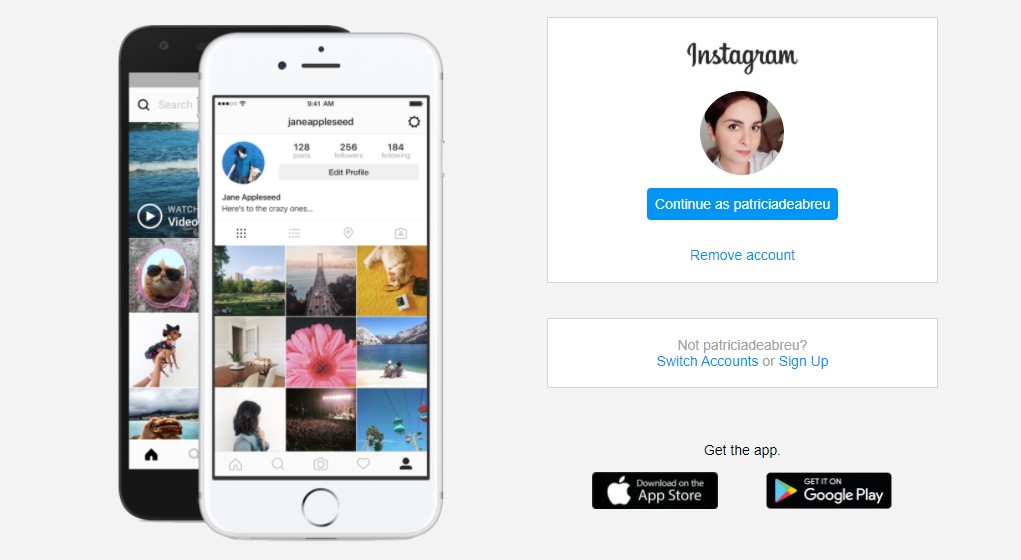 Search
WATCH
Video
9:41 AM
janeappleseed
128
posts
256
followers
184
following
Edit Profile
Jane Appleseed
Here's to the crazy ones...
Instagram
Continue as patriciadeabreu
Remove account
Not patriciadeabreu?
Switch Accounts or Sign Up
Get the app.
Download on the
App Store
GET IT ON
Google Play